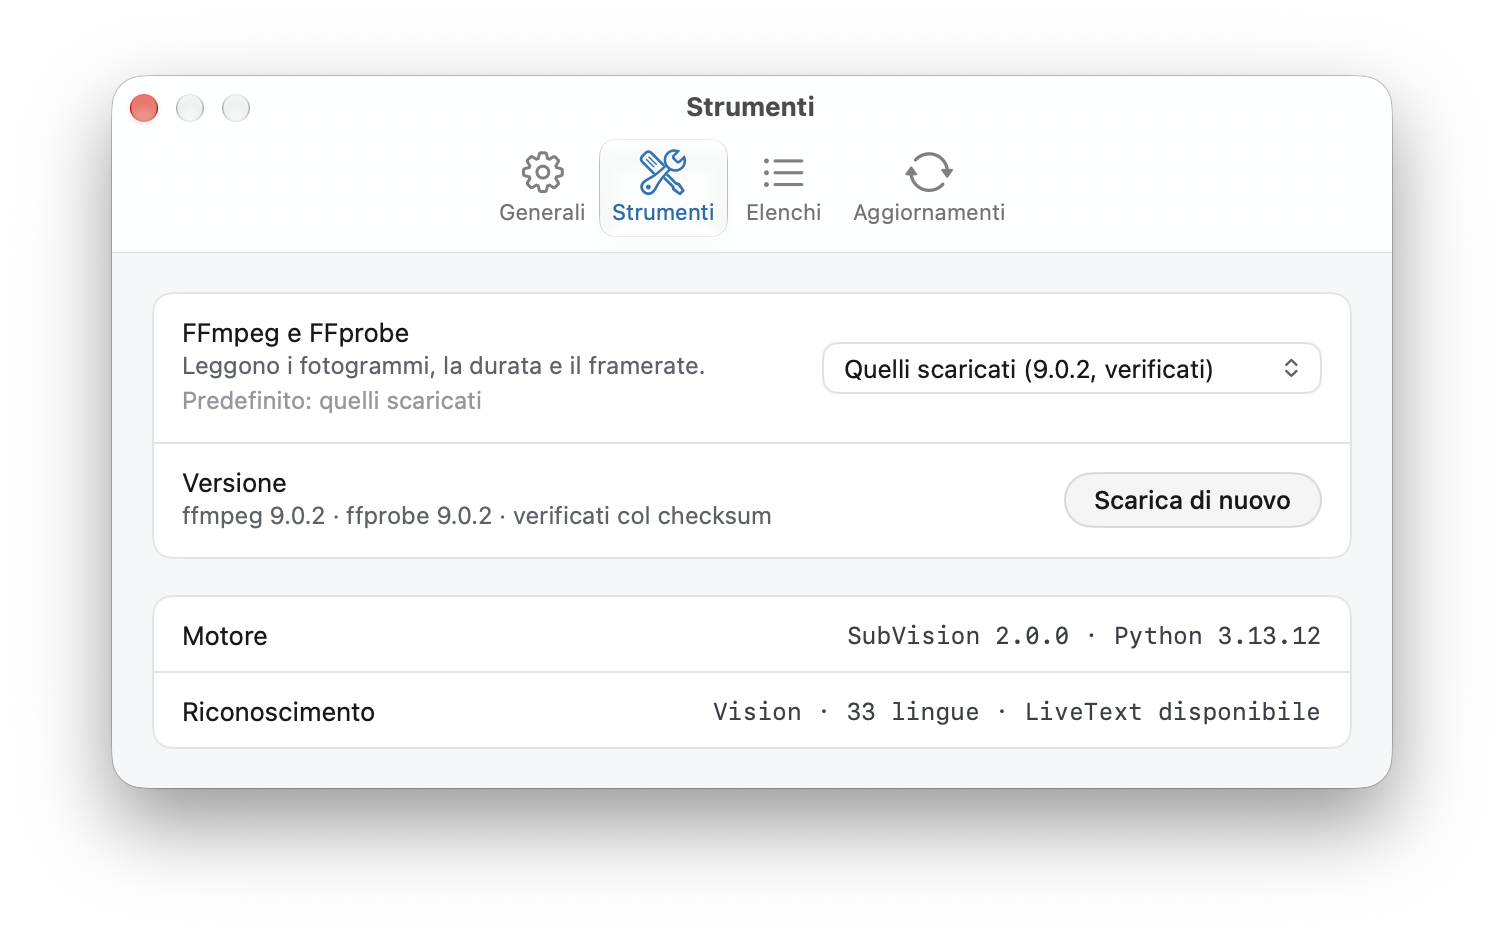 Strumenti
Generali
Strumenti
Elenchi
Aggiornamenti
FFmpeg e FFprobe
Leggono i fotogrammi, la durata e il framerate.
Predefinito: quelli scaricati
Quelli scaricati (9.0.2, verificati)
Versione
ffmpeg 9.0.2 · ffprobe 9.0.2 · verificati col checksum
Scarica di nuovo
Motore
SubVision 2.0.0 · Python 3.13.12
Riconoscimento
Vision · 33 lingue · LiveText disponibile